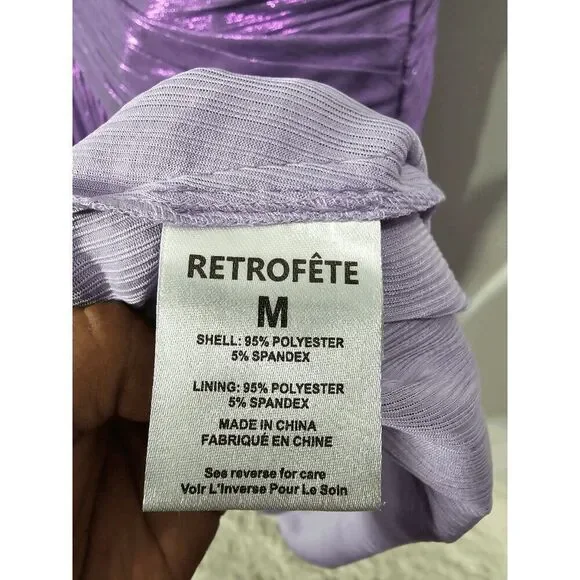 RETROFÊTE
M
SHELL: 95% POLYESTER
5% SPANDEX
LINING: 95% POLYESTER
5% SPANDEX
MADE IN CHINA
FABRIQUÉ EN CHINE
See reverse for care
Voir L'Inverse Pour Le Soin